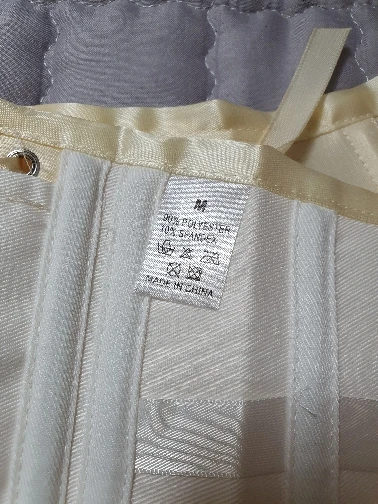 M
90% POLYESTER
10% SPANDEX
MADE IN CHINA